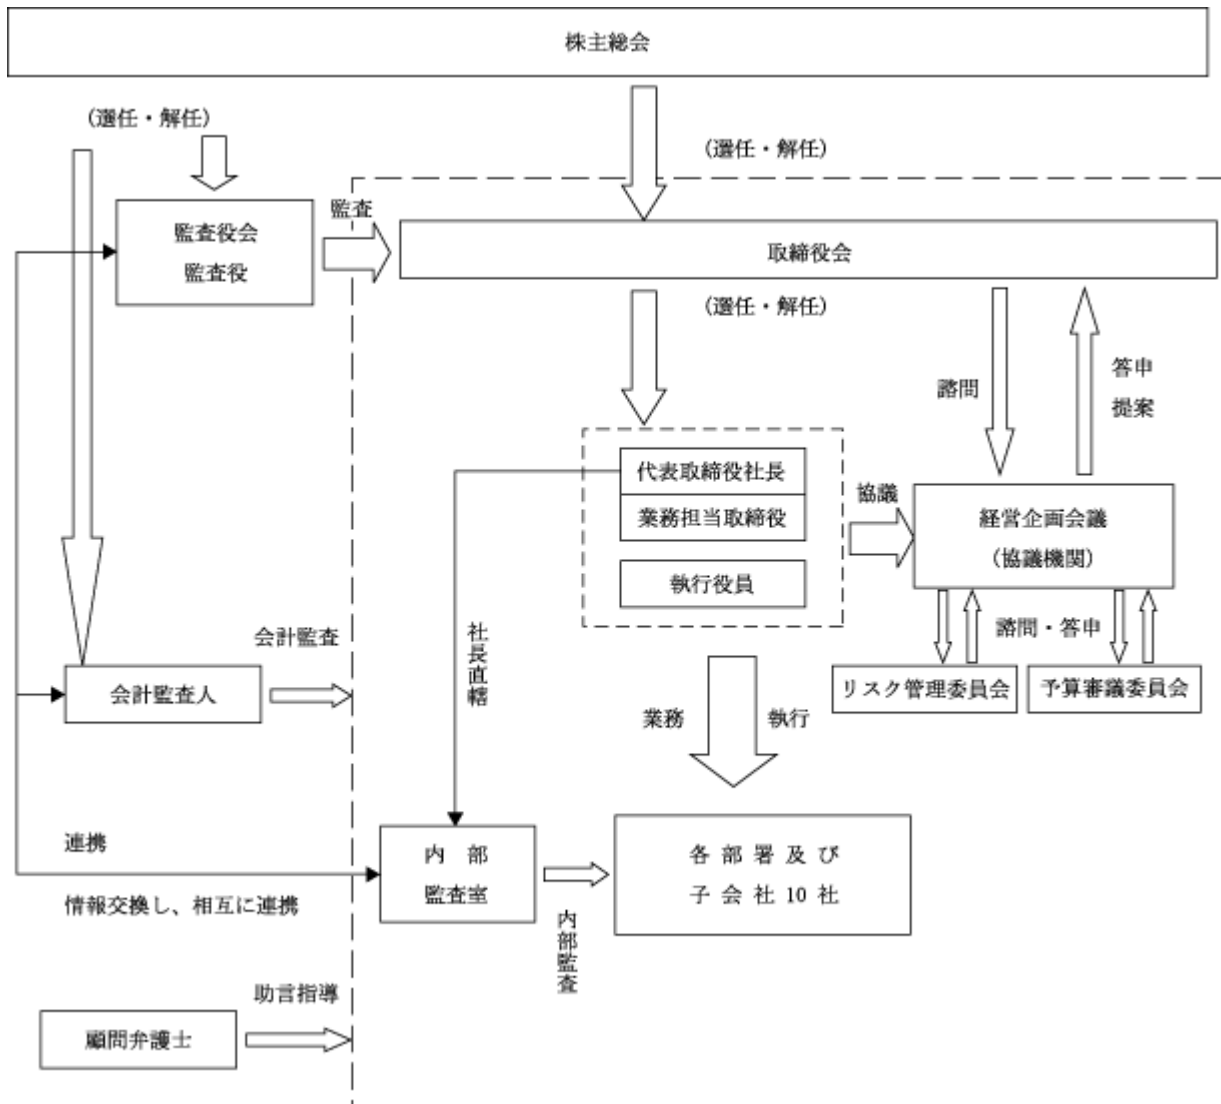 株主総会
(選任・解任)
(選任・解任)
監査役会
監査役
監査
取締役会
(選任・解任)
諮問
答申
提案
代表取締役社長
業務担当取締役
執行役員
協議
経営企画会議
(協議機関)
諮問・答申
リスク管理委員会
予算審議委員会
会計監査
会計監査人
社長直轄
業務
執行
連携
情報交換し、相互に連携
内 部
監査室
内部監査
各 部 署 及 び
子 会 社 10 社
助言指導
顧問弁護士